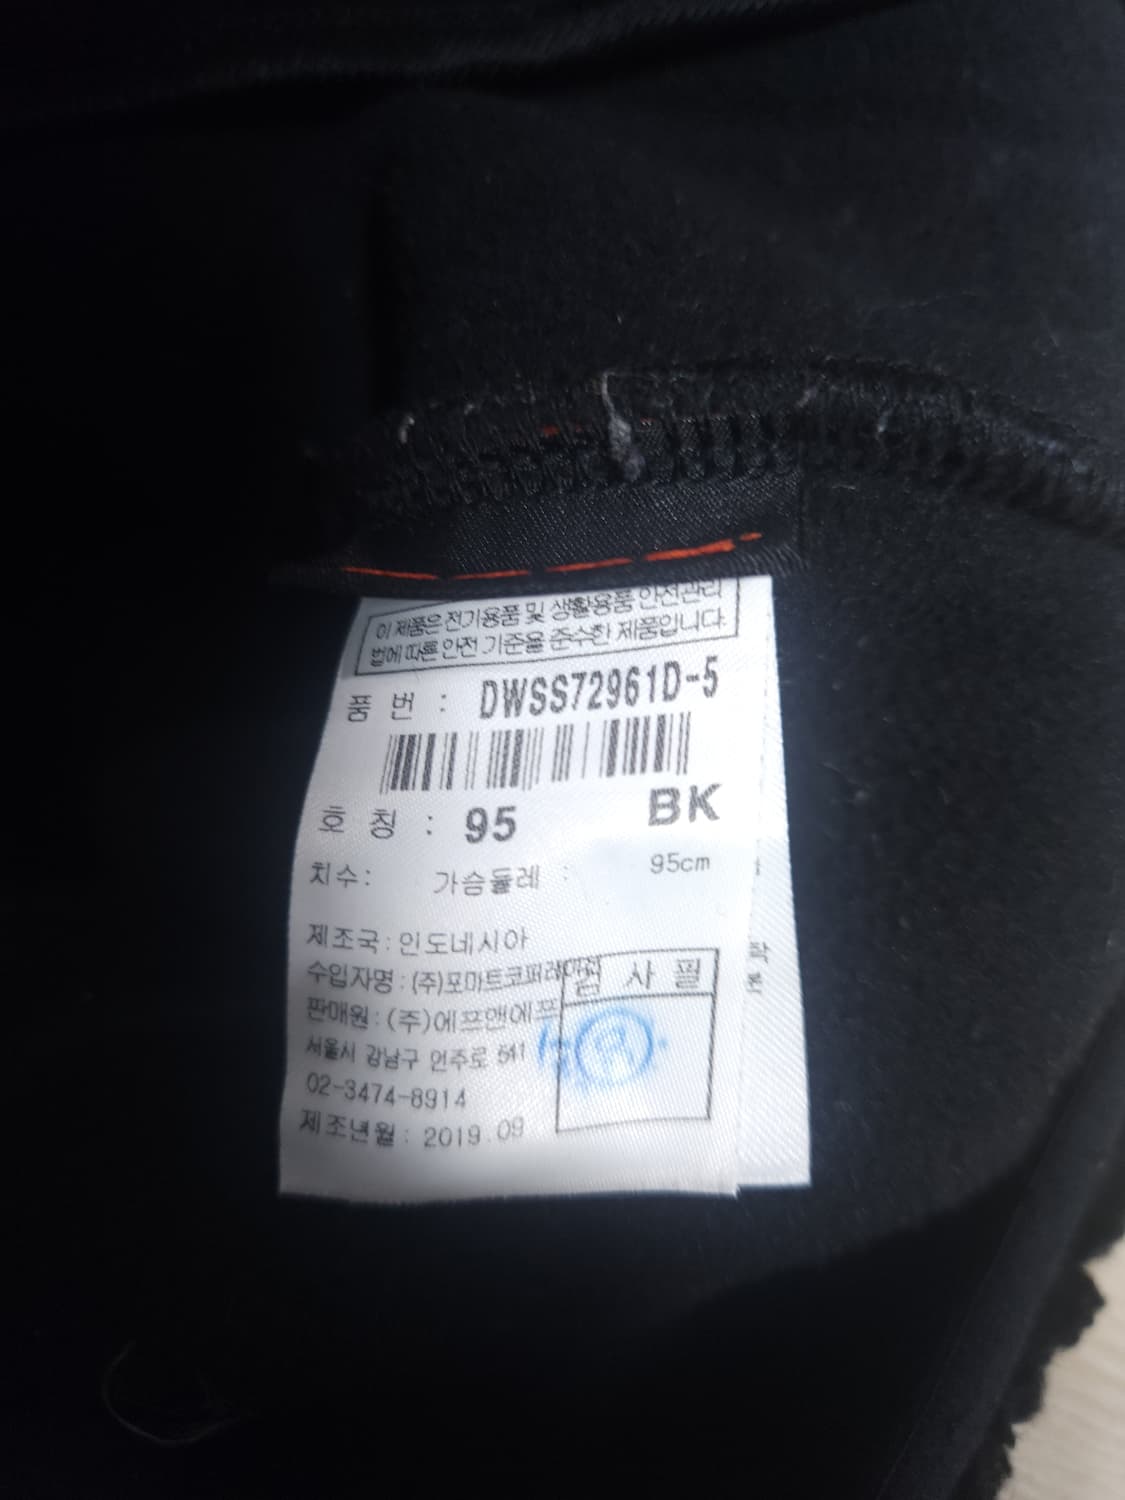 이 제품은 전기용품 및 생활용품 안전관리
법에 따른 안전 기준을 준수한 제품입니다.
품 번 : DWSS72961D-5
호 칭 : 95 BK
치수: 가슴둘레 : 95cm
제조국 : 인도네시아
수입자명 : (주)포마트코퍼레이션
판매원 : (주)에프앤에프
서울시 강남구 언주로 541
02-3474-8914
제조년월 : 2019.09
검 사 필